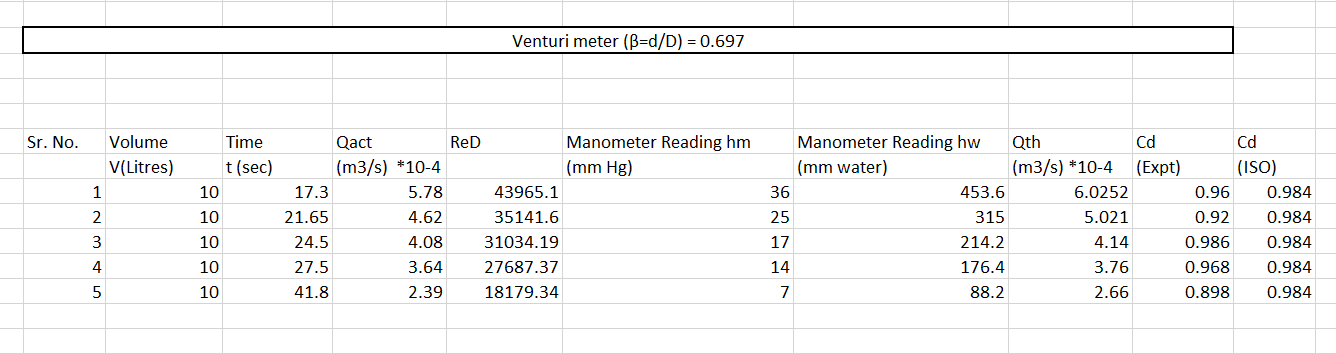 Venturi meter (β=d/D) = 0.697
Sr. No. Volume Time Qact ReD Manometer Reading hm Manometer Reading hw Qth Cd Cd
V(Litres) t (sec) (m3/s) *10-4 (mm Hg) (mm water) (m3/s) *10-4 (Expt) (ISO)
1 10 17.3 5.78 43965.1 36 453.6 6.0252 0.96 0.984
2 10 21.65 4.62 35141.6 25 315 5.021 0.92 0.984
3 10 24.5 4.08 31034.19 17 214.2 4.14 0.986 0.984
4 10 27.5 3.64 27687.37 14 176.4 3.76 0.968 0.984
5 10 41.8 2.39 18179.34 7 88.2 2.66 0.898 0.984